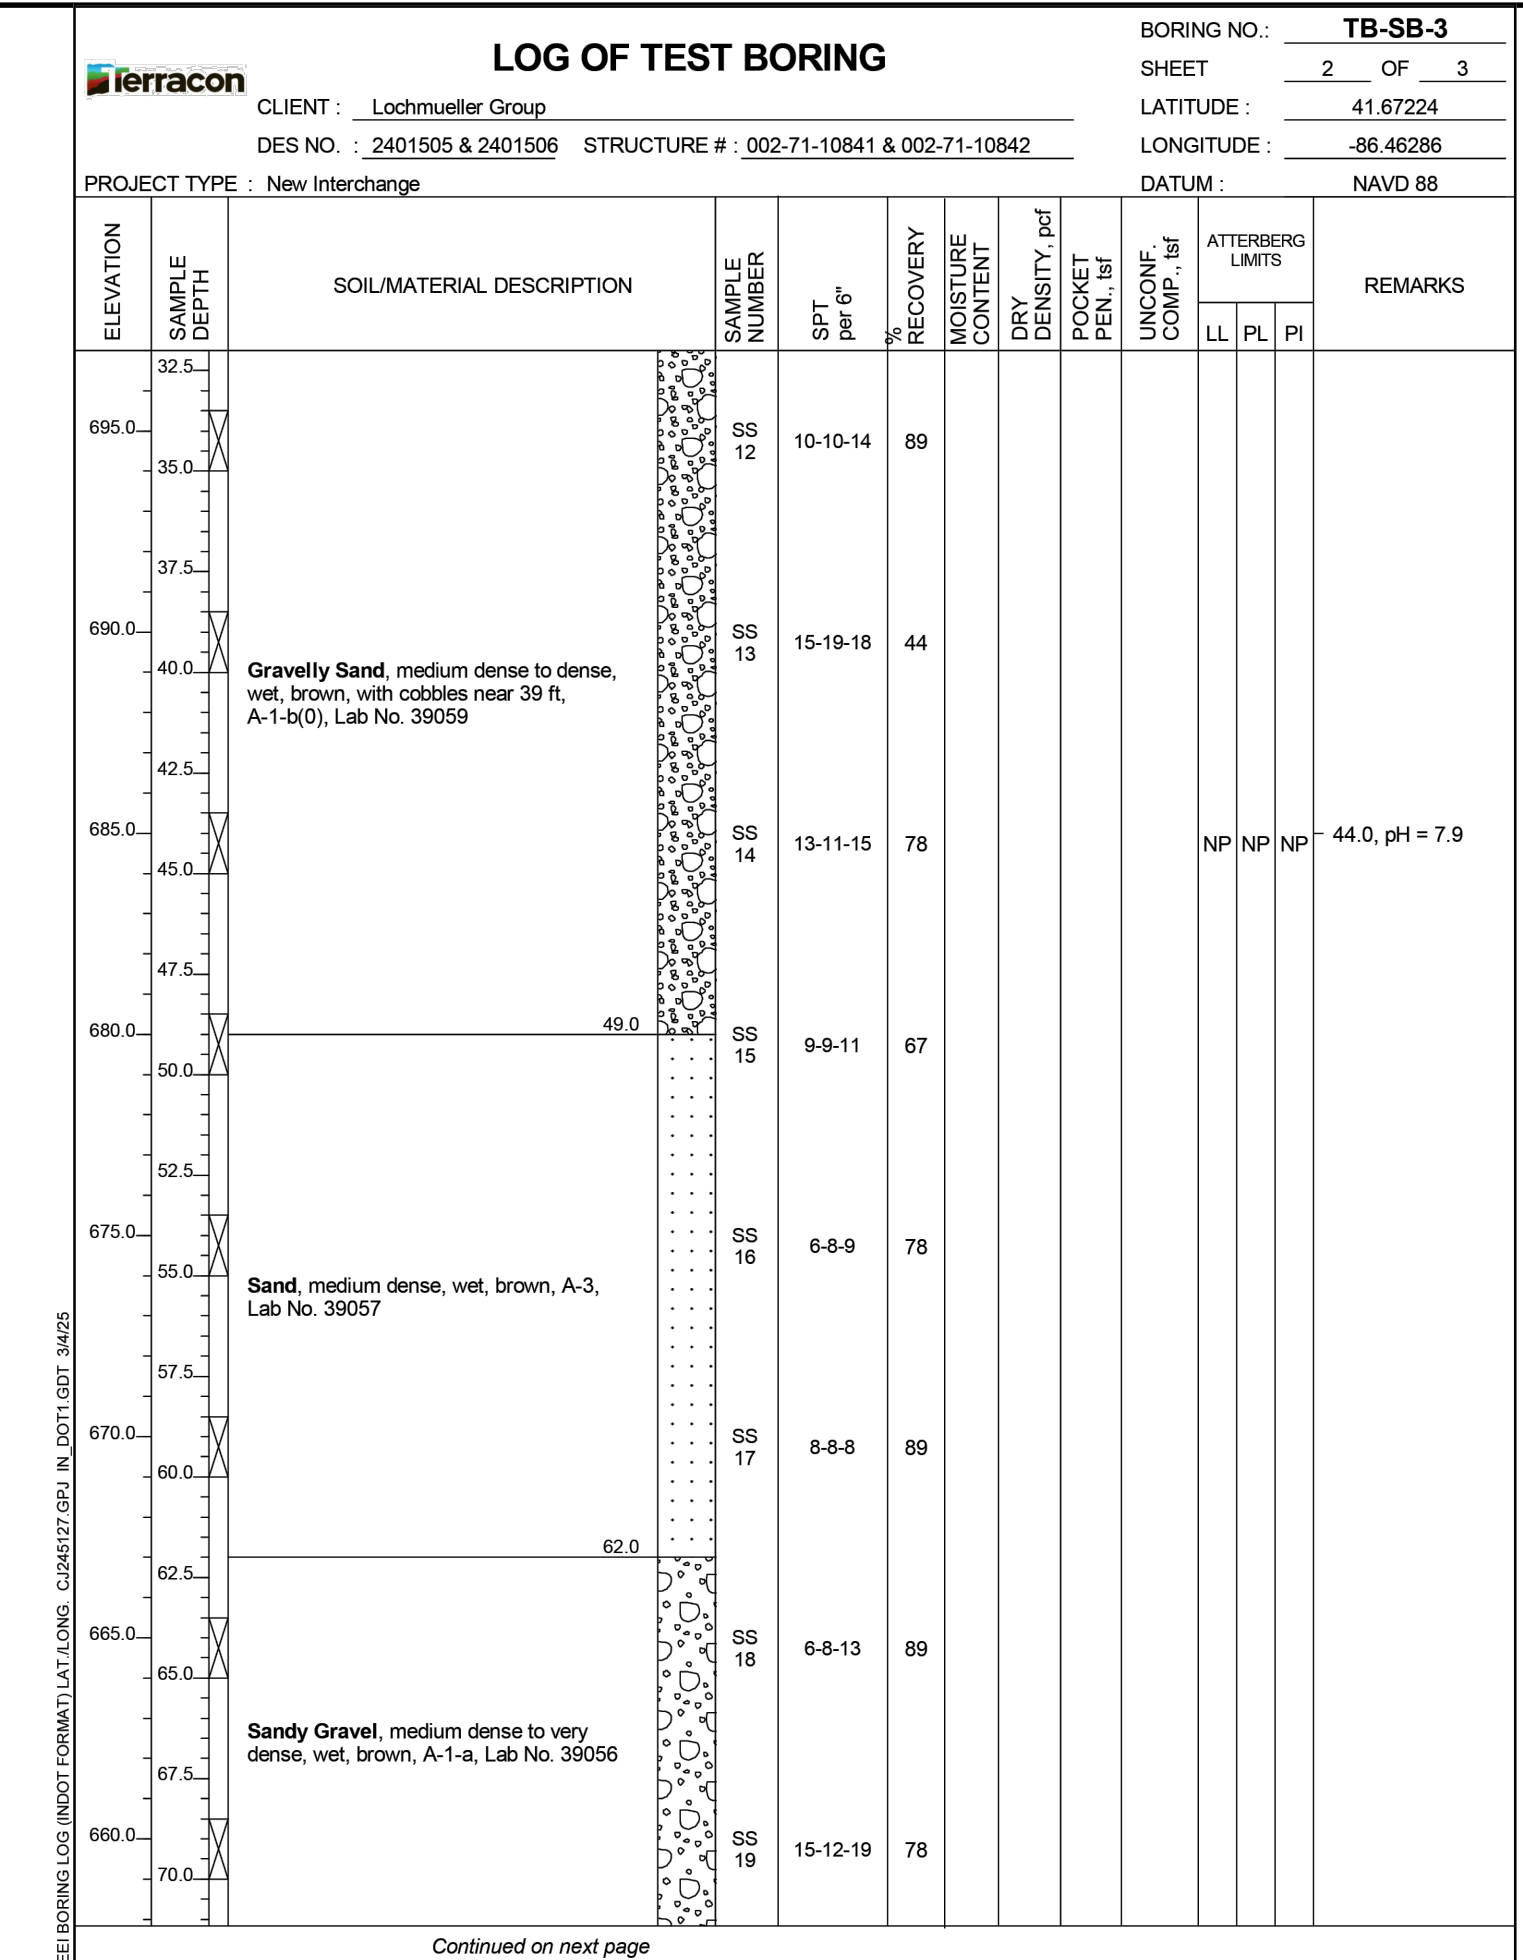 BORING NO.: TB-SB-3
LOG OF TEST BORING
SHEET 2 OF 3
Terracon
CLIENT : Lochmueller Group
LATITUDE : 41.67224
DES NO. : 2401505 & 2401506 STRUCTURE # : 002-71-10841 & 002-71-10842
LONGITUDE : -86.46286
PROJECT TYPE : New Interchange
DATUM : NAVD 88
ELEVATION
SAMPLE
DEPTH
SOIL/MATERIAL DESCRIPTION
SAMPLE
NUMBER
SPT
per 6"
%
RECOVERY
MOISTURE
CONTENT
DRY
DENSITY, pcf
POCKET
PEN., tsf
UNCONF.
COMP., tsf
ATTERBERG
LIMITS
LL PL PI
REMARKS
32.5
695.0
SS
12
10-10-14 89
35.0
37.5
690.0
SS
13
15-19-18 44
40.0
Gravelly Sand, medium dense to dense,
wet, brown, with cobbles near 39 ft,
A-1-b(0), Lab No. 39059
42.5
685.0
SS
14
13-11-15 78 NP NP NP 44.0, pH = 7.9
45.0
47.5
49.0
680.0
SS
15
9-9-11 67
50.0
52.5
675.0
SS
16
6-8-9 78
55.0
Sand, medium dense, wet, brown, A-3,
Lab No. 39057
57.5
670.0
SS
17
8-8-8 89
60.0
62.0
62.5
665.0
SS
18
6-8-13 89
65.0
Sandy Gravel, medium dense to very
dense, wet, brown, A-1-a, Lab No. 39056
67.5
660.0
SS
19
15-12-19 78
70.0
Continued on next page
EEI BORING LOG (INDOT FORMAT) LAT./LONG. CJ245127.GPJ IN_DOT1.GDT 3/4/25